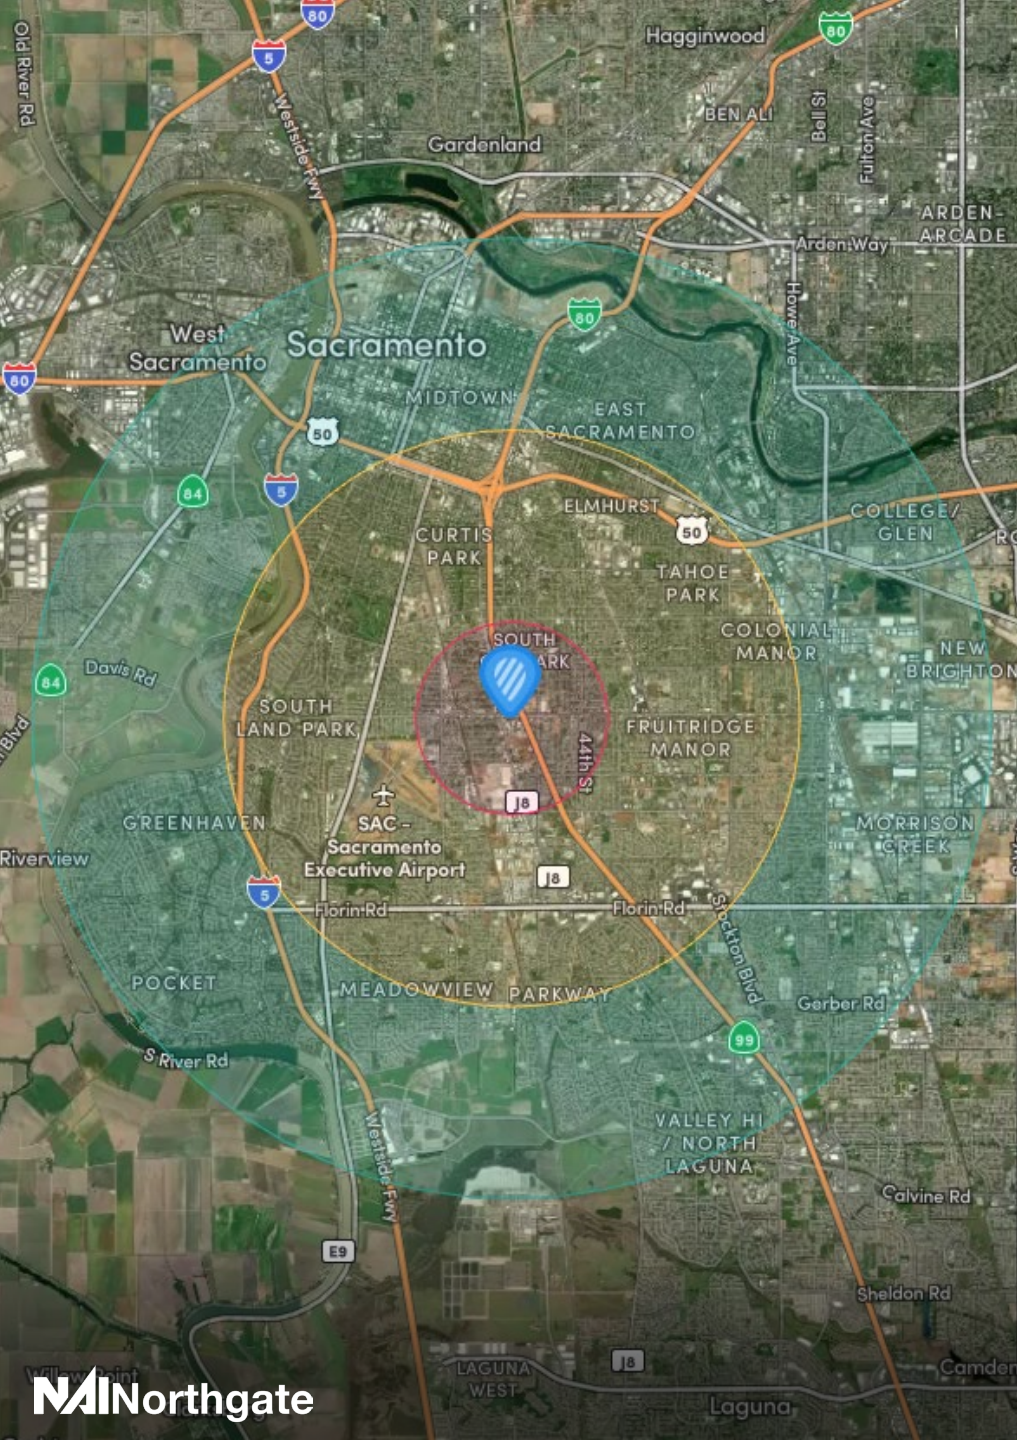 80
Old River Rd
5
Hagginwood
80
Westside Fwy
BEN ALI
Bell St
Fulton Ave
Gardenland
ARDEN-
ARCADE
Arden Way
Howe Ave
80
West
Sacramento
Sacramento
80
MIDTOWN
EAST
SACRAMENTO
50
84
5
ELMHURST
COLLEGE/
GLEN
50
CURTIS
PARK
TAHOE
PARK
COLONIAL
MANOR
SOUTH
NEW
BRIGHTON
Davis Rd
84
SOUTH
LAND PARK
FRUITRIDGE
MANOR
44th St
J8
SAC -
Sacramento
Executive Airport
GREENHAVEN
MORRISON
CREEK
Riverview
J8
5
Florin Rd
Florin Rd
Stockton Blvd
POCKET
MEADOWVIEW
PARKWAY
Gerber Rd
99
S River Rd
Westside Fwy
VALLEY HI
/ NORTH
LAGUNA
Calvine Rd
E9
Sheldon Rd
J8
LAGUNA
WEST
Camden
Laguna
Willow Point
NAI Northgate